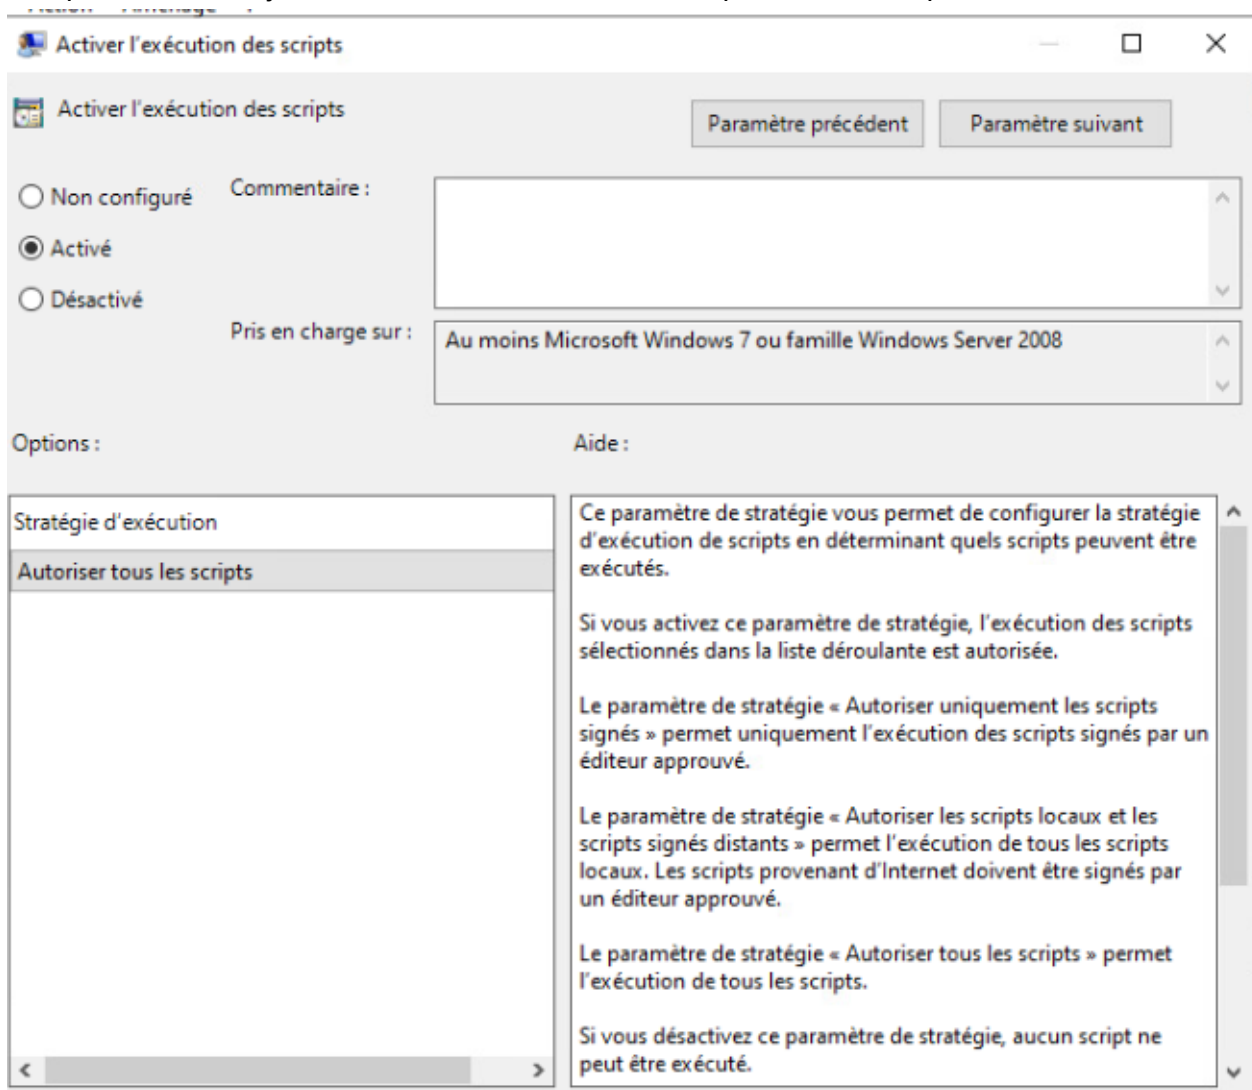 Activer l'exécution des scripts
Activer l'exécution des scripts
Paramètre précédent
Paramètre suivant
Non configuré
Commentaire :
Activé
Désactivé
Pris en charge sur :
Au moins Microsoft Windows 7 ou famille Windows Server 2008
Options :
Aide :
Stratégie d'exécution
Autoriser tous les scripts
Ce paramètre de stratégie vous permet de configurer la stratégie
d'exécution de scripts en déterminant quels scripts peuvent être
exécutés.
Si vous activez ce paramètre de stratégie, l'exécution des scripts
sélectionnés dans la liste déroulante est autorisée.
Le paramètre de stratégie « Autoriser uniquement les scripts
signés » permet uniquement l'exécution des scripts signés par un
éditeur approuvé.
Le paramètre de stratégie « Autoriser les scripts locaux et les
scripts signés distants » permet l'exécution de tous les scripts
locaux. Les scripts provenant d'Internet doivent être signés par
un éditeur approuvé.
Le paramètre de stratégie « Autoriser tous les scripts » permet
l'exécution de tous les scripts.
Si vous désactivez ce paramètre de stratégie, aucun script ne
peut être exécuté.